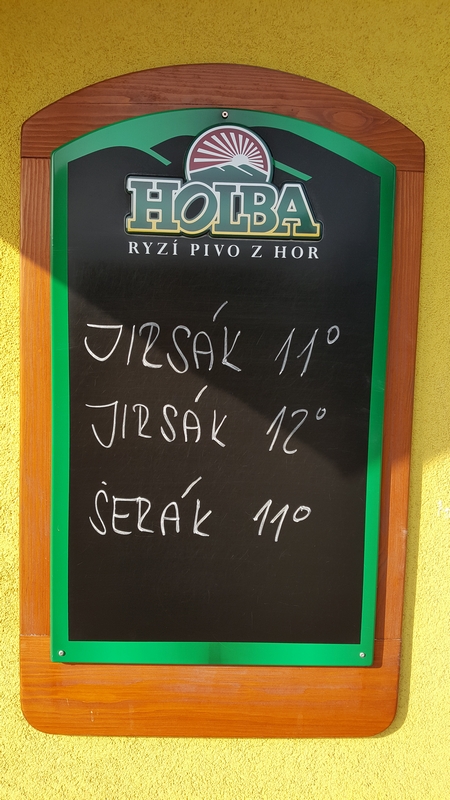 HOLBA
RYZÍ PIVO Z HOR
JIRSÁK 11°
JIRSÁK 12°
ŠERÁK 11°